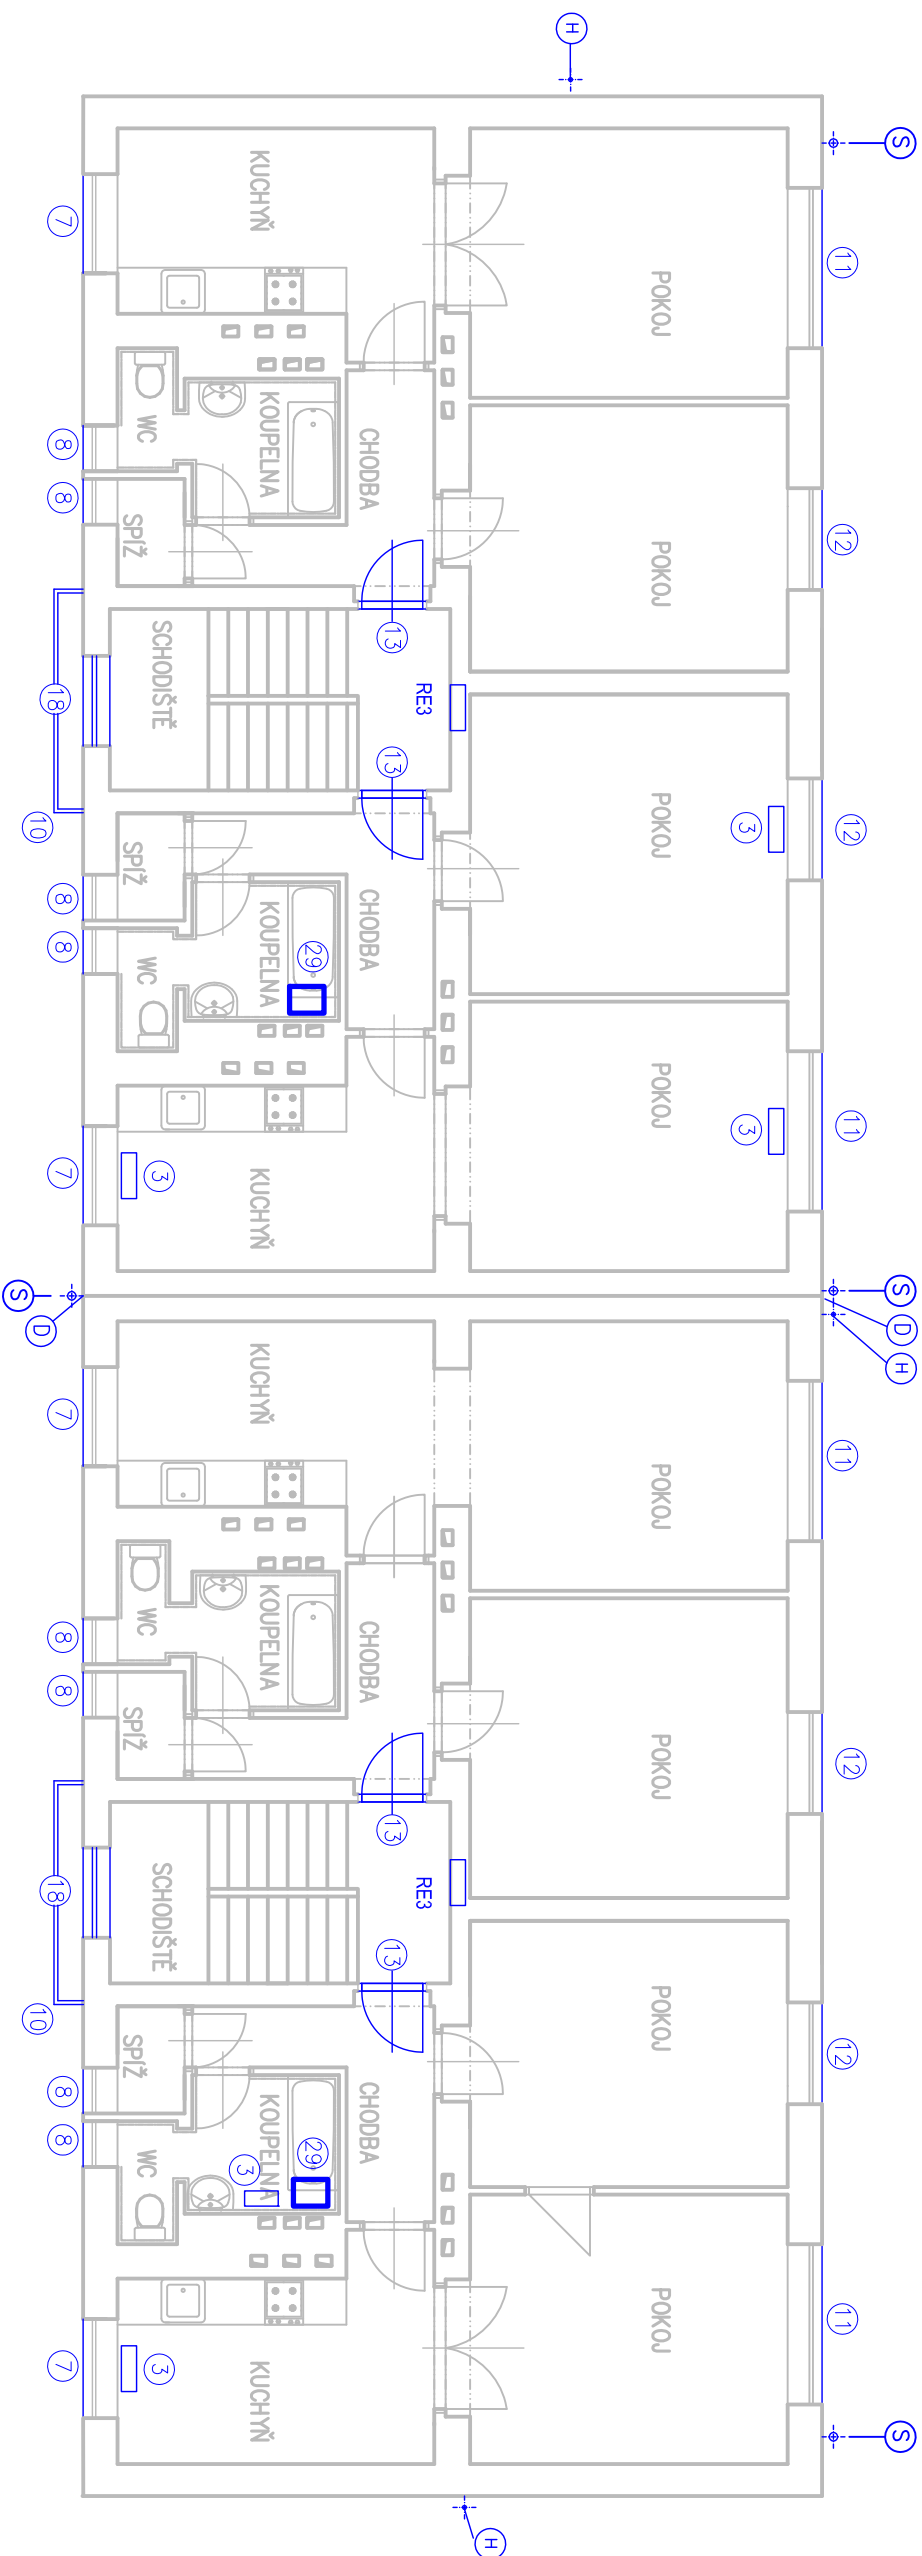 H
S
KUCHYŇ
7
11
POKOJ
WC
KOUPELNA
CHODBA
8
8
SPÍŽ
12
POKOJ
13
SCHODIŠTĚ
RE3
18
13
10
POKOJ
3
12
SPÍŽ
8
8
WC
KOUPELNA
CHODBA
29
POKOJ
3
11
KUCHYŇ
7
3
S
D
S
D
H
KUCHYŇ
7
11
POKOJ
WC
KOUPELNA
CHODBA
8
8
SPÍŽ
POKOJ
12
13
SCHODIŠTĚ
RE3
18
13
10
POKOJ
12
SPÍŽ
8
8
WC
KOUPELNA
CHODBA
29
3
POKOJ
11
KUCHYŇ
7
3
S
H